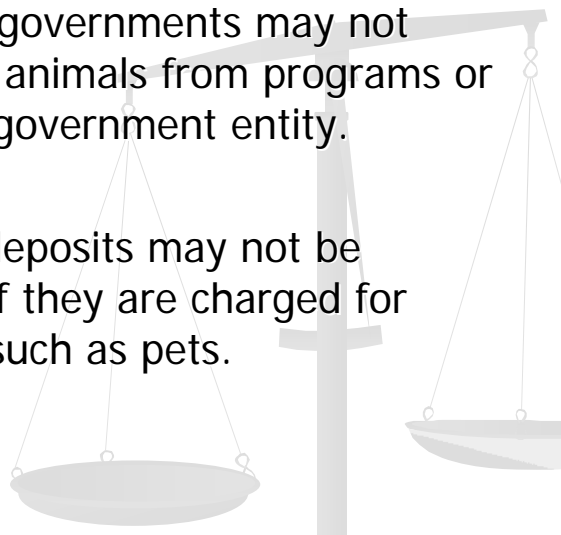 governments may not
animals from programs or
government entity.
deposits may not be
if they are charged for
such as pets.